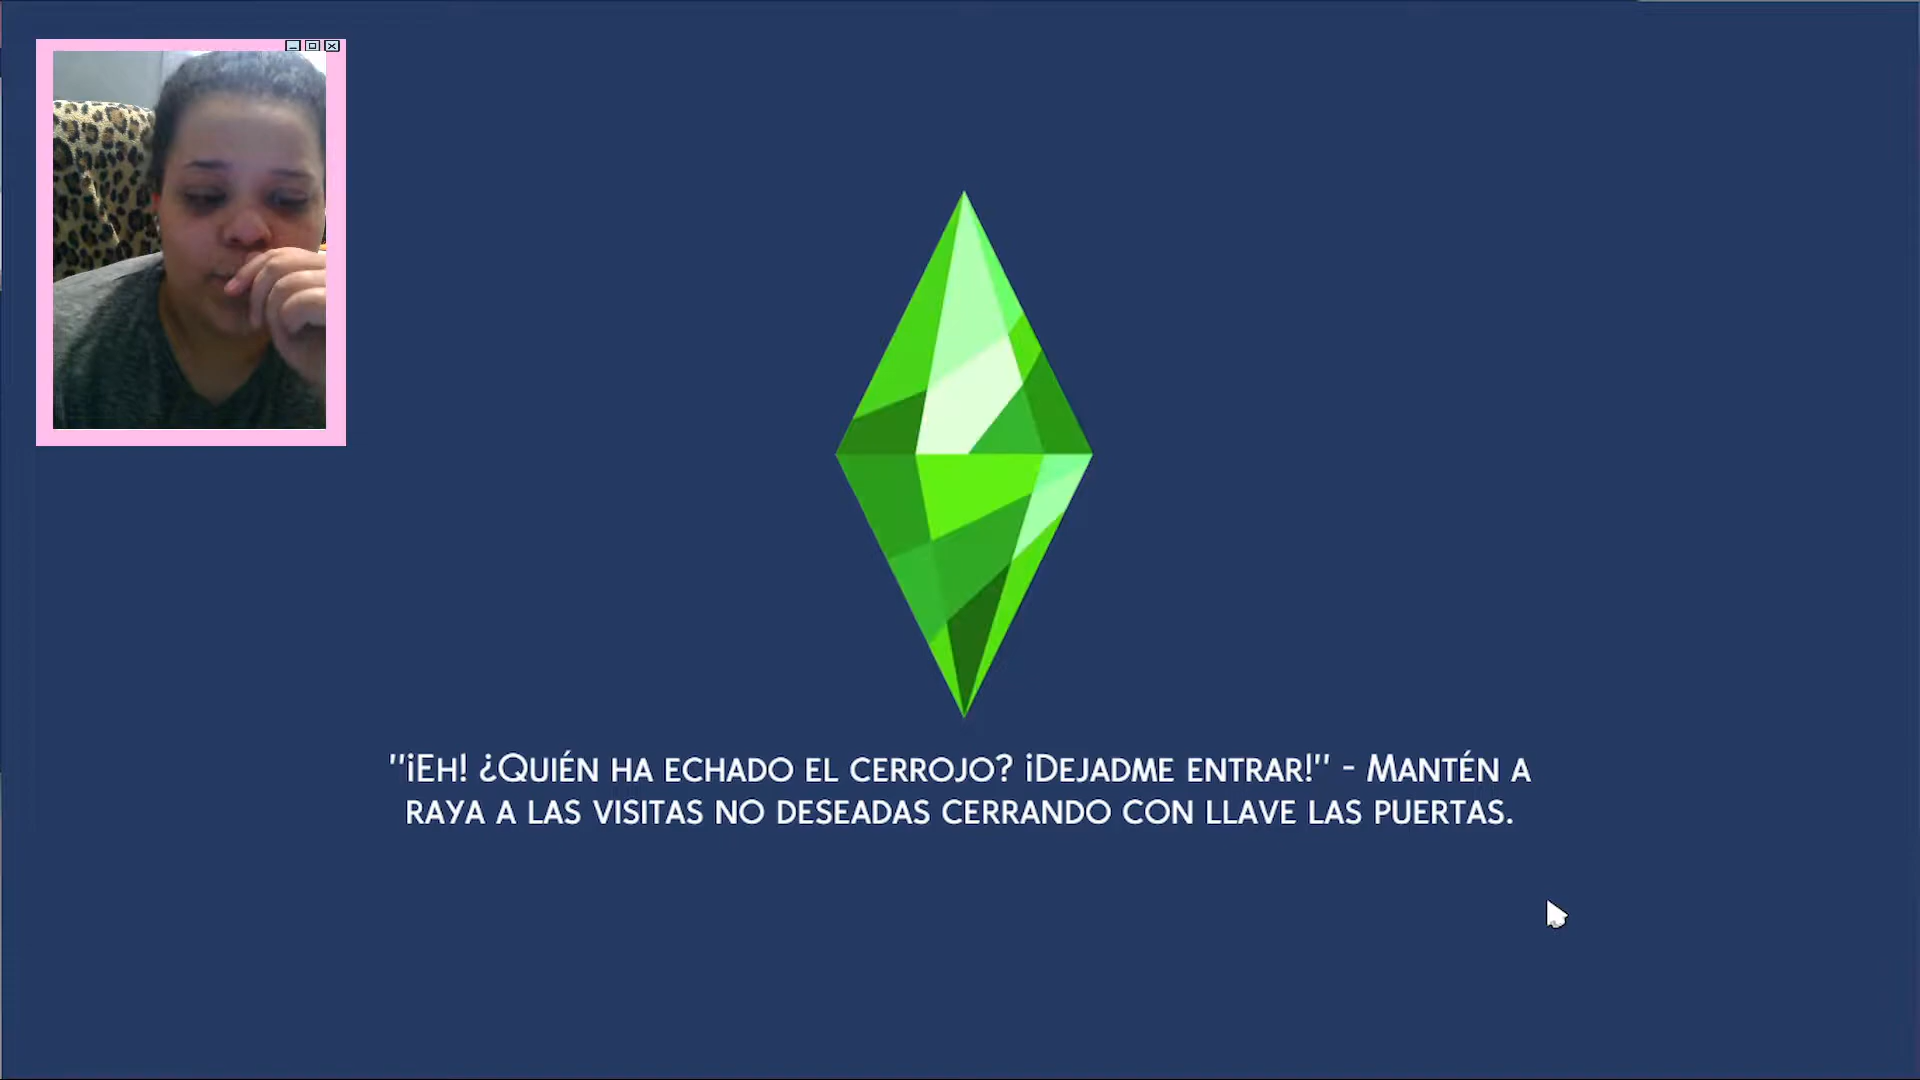 "¡Eh! ¿Quién ha echado el cerrojo? ¡Dejadme entrar!" - Mantén a
raya a las visitas no deseadas cerrando con llave las puertas.